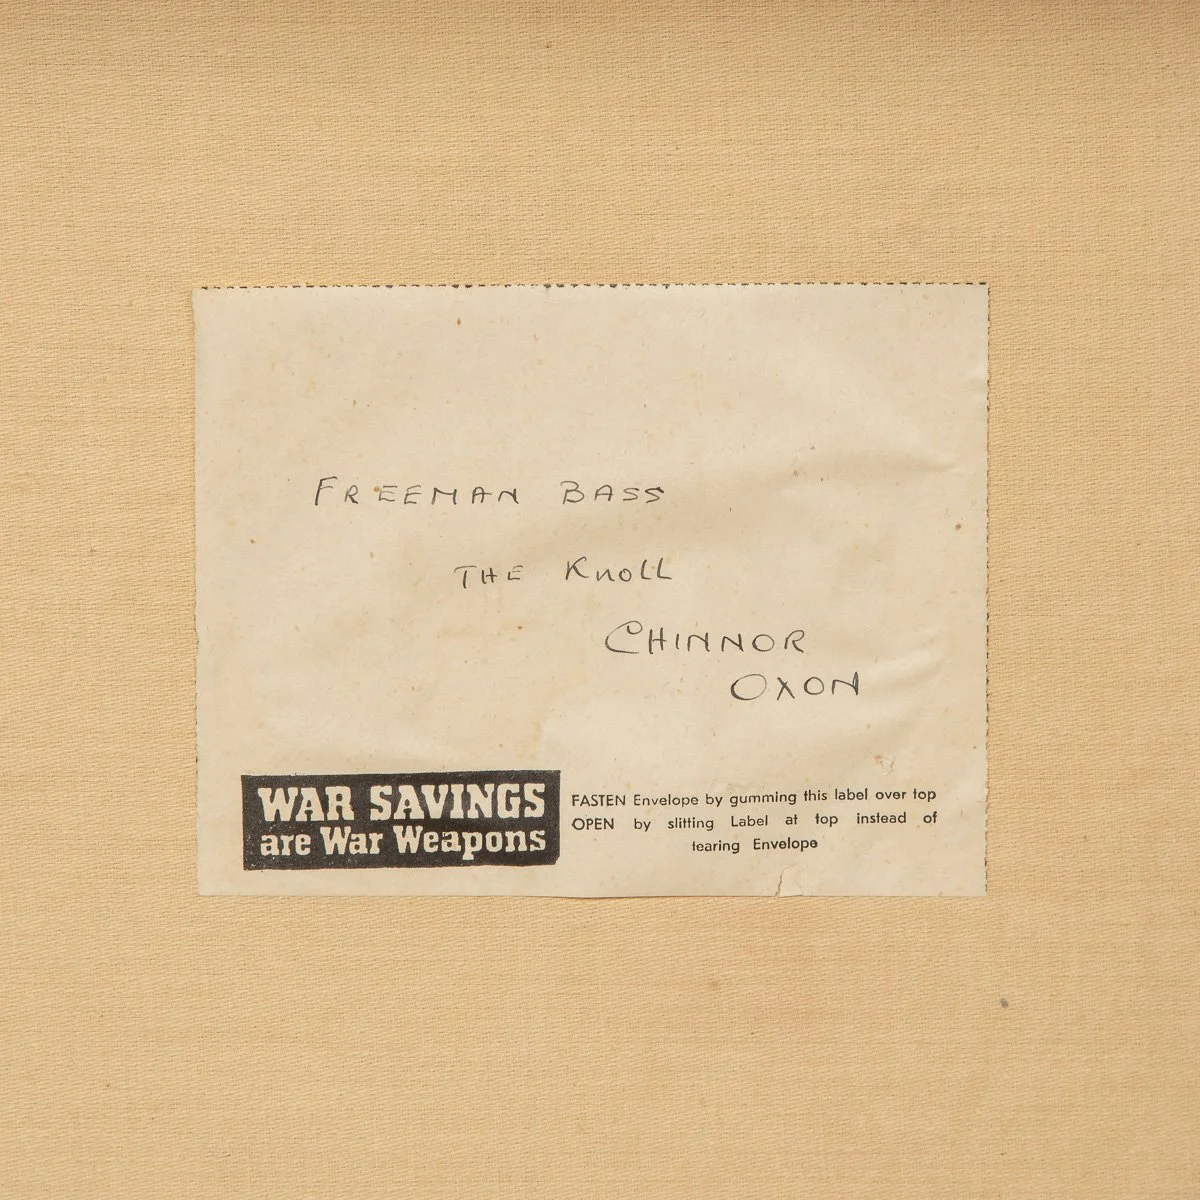 FREEMAN BASS
THE KnoLL
CHINNOR
OXON
WAR SAVINGS
are War Weapons
FASTEN Envelope by gumming this label over top
OPEN by slitting Label at top instead of
tearing Envelope